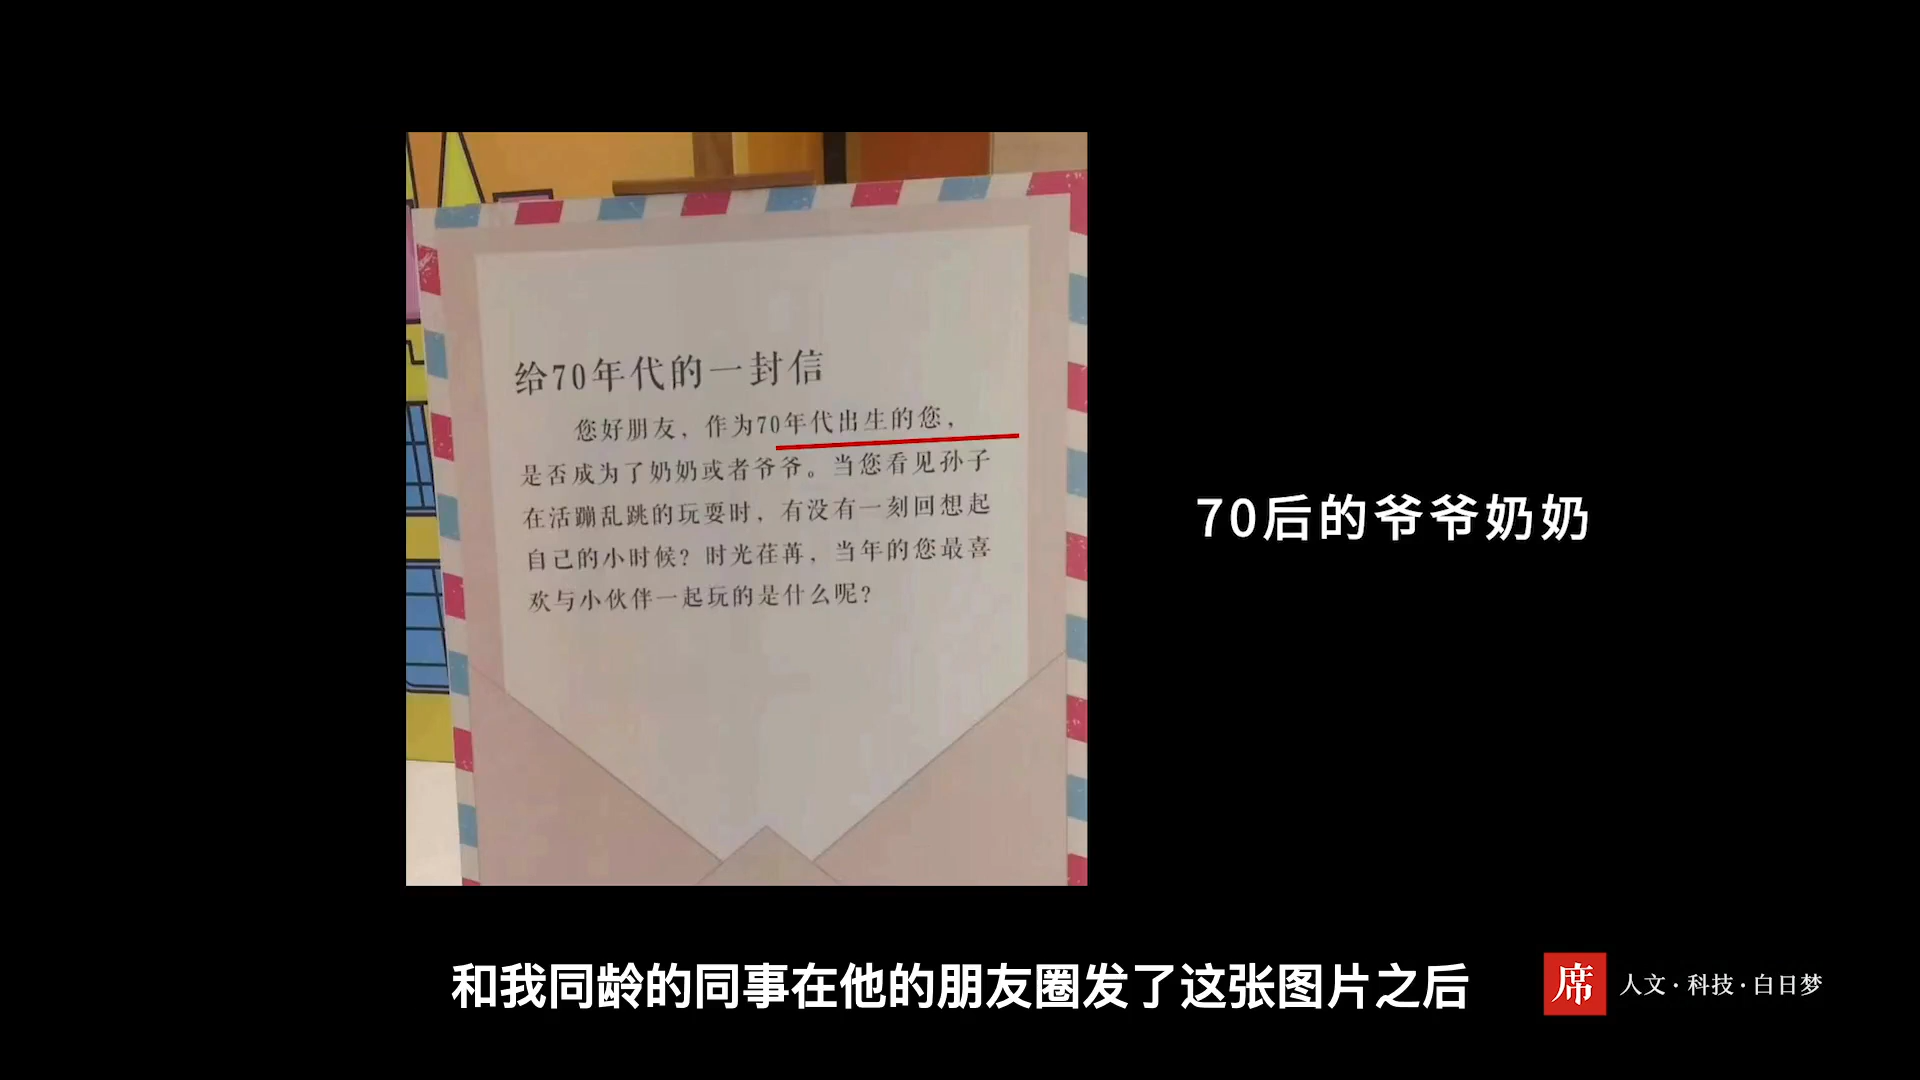 给70年代的一封信
您好朋友，作为70年代出生的您，
是否成为了奶奶或者爷爷。当您看见孙子
在活蹦乱跳的玩耍时，有没有一刻回想起
自己的小时候？时光荏苒，当年的您最喜
欢与小伙伴一起玩的是什么呢？
70后的爷爷奶奶
和我同龄的同事在他的朋友圈发了这张图片之后
席 人文·科技·白日梦